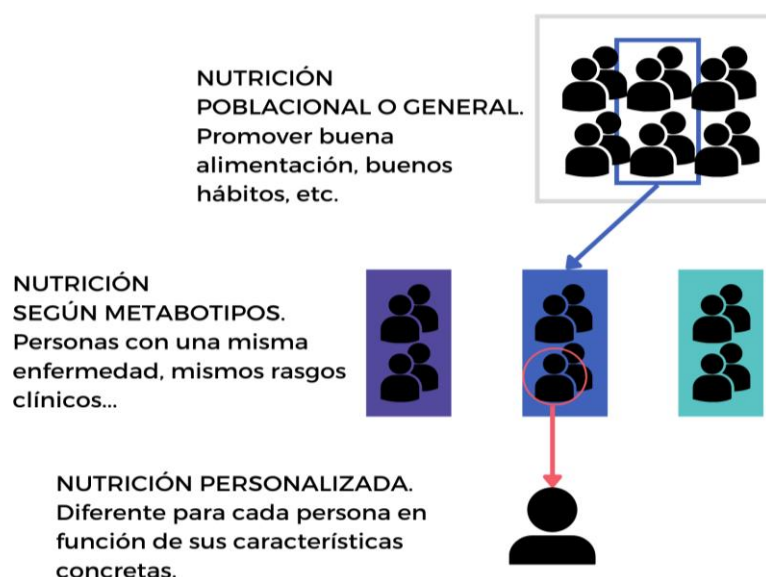 NUTRICIÓN
POBLACIONAL O GENERAL.
Promover buena
alimentación, buenos
hábitos, etc.
NUTRICIÓN
SEGÚN METABOTIPOS.
Personas con una misma
enfermedad, mismos rasgos
clínicos...
NUTRICIÓN PERSONALIZADA.
Diferente para cada persona en
función de sus características
concretas.